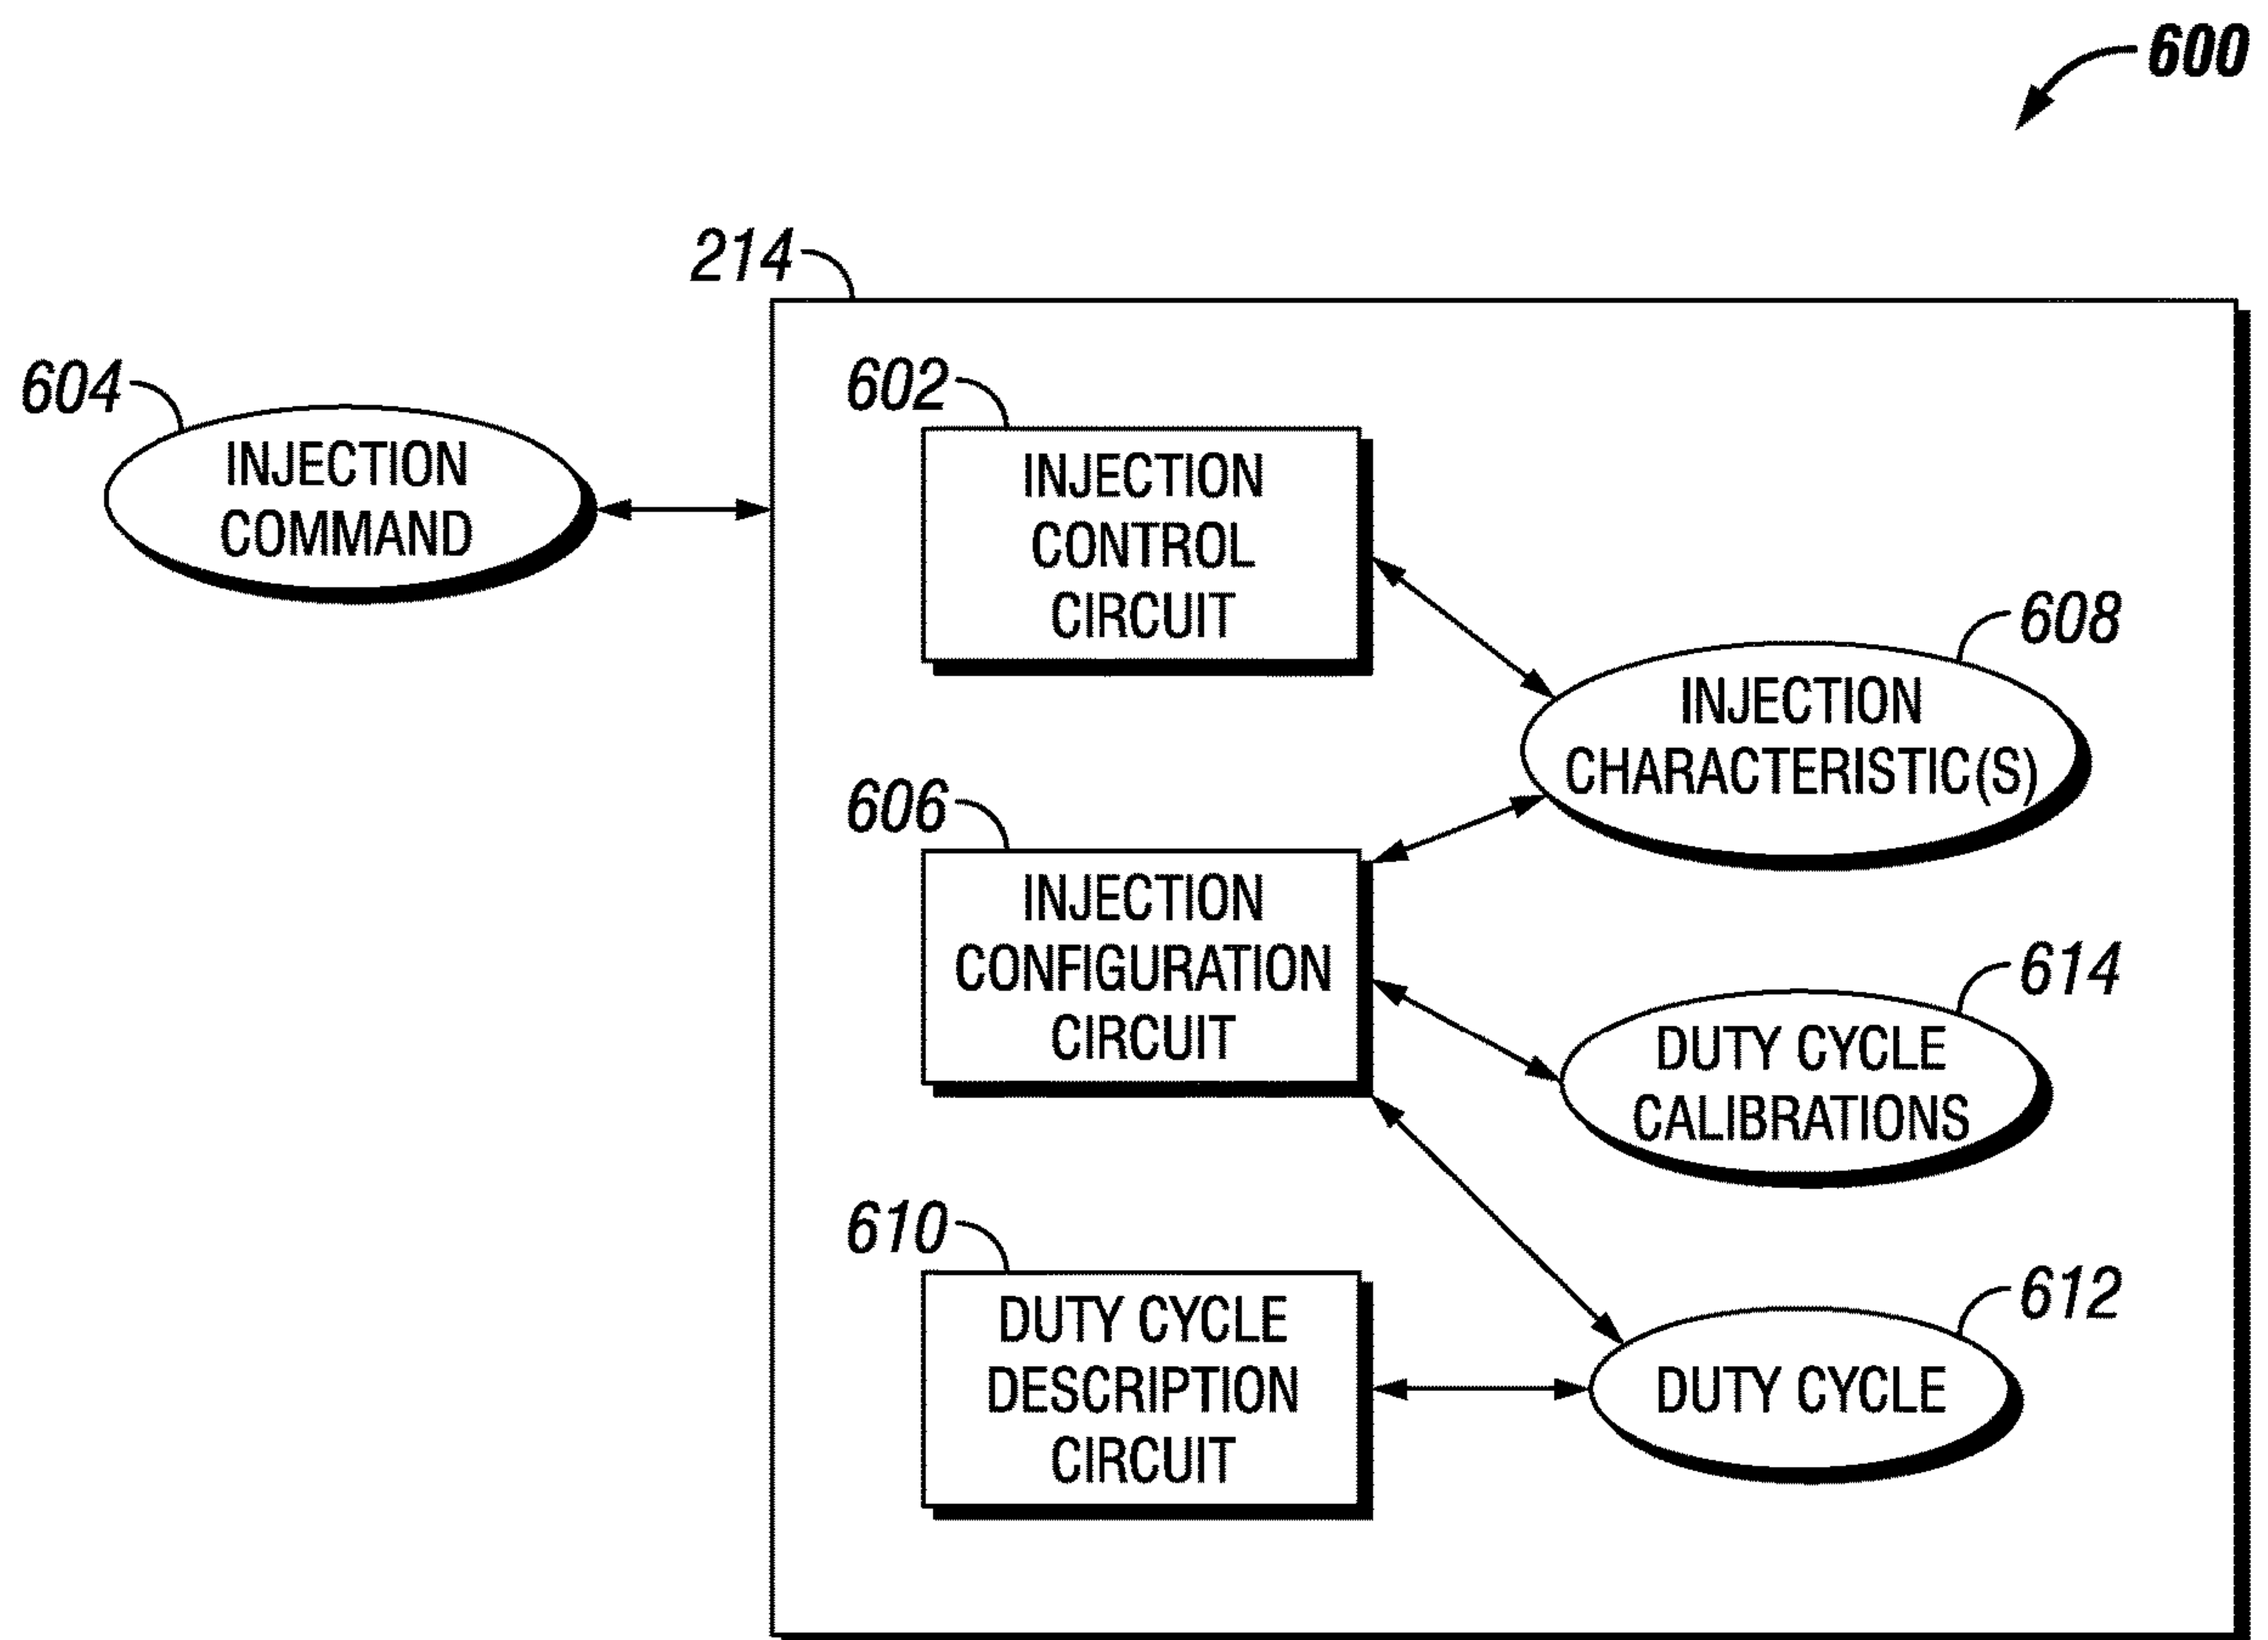 600
214
604
INJECTION
COMMAND
602
INJECTION
CONTROL
CIRCUIT
608
INJECTION
CHARACTERISTIC(S)
606
INJECTION
CONFIGURATION
CIRCUIT
614
DUTY CYCLE
CALIBRATIONS
610
DUTY CYCLE
DESCRIPTION
CIRCUIT
612
DUTY CYCLE